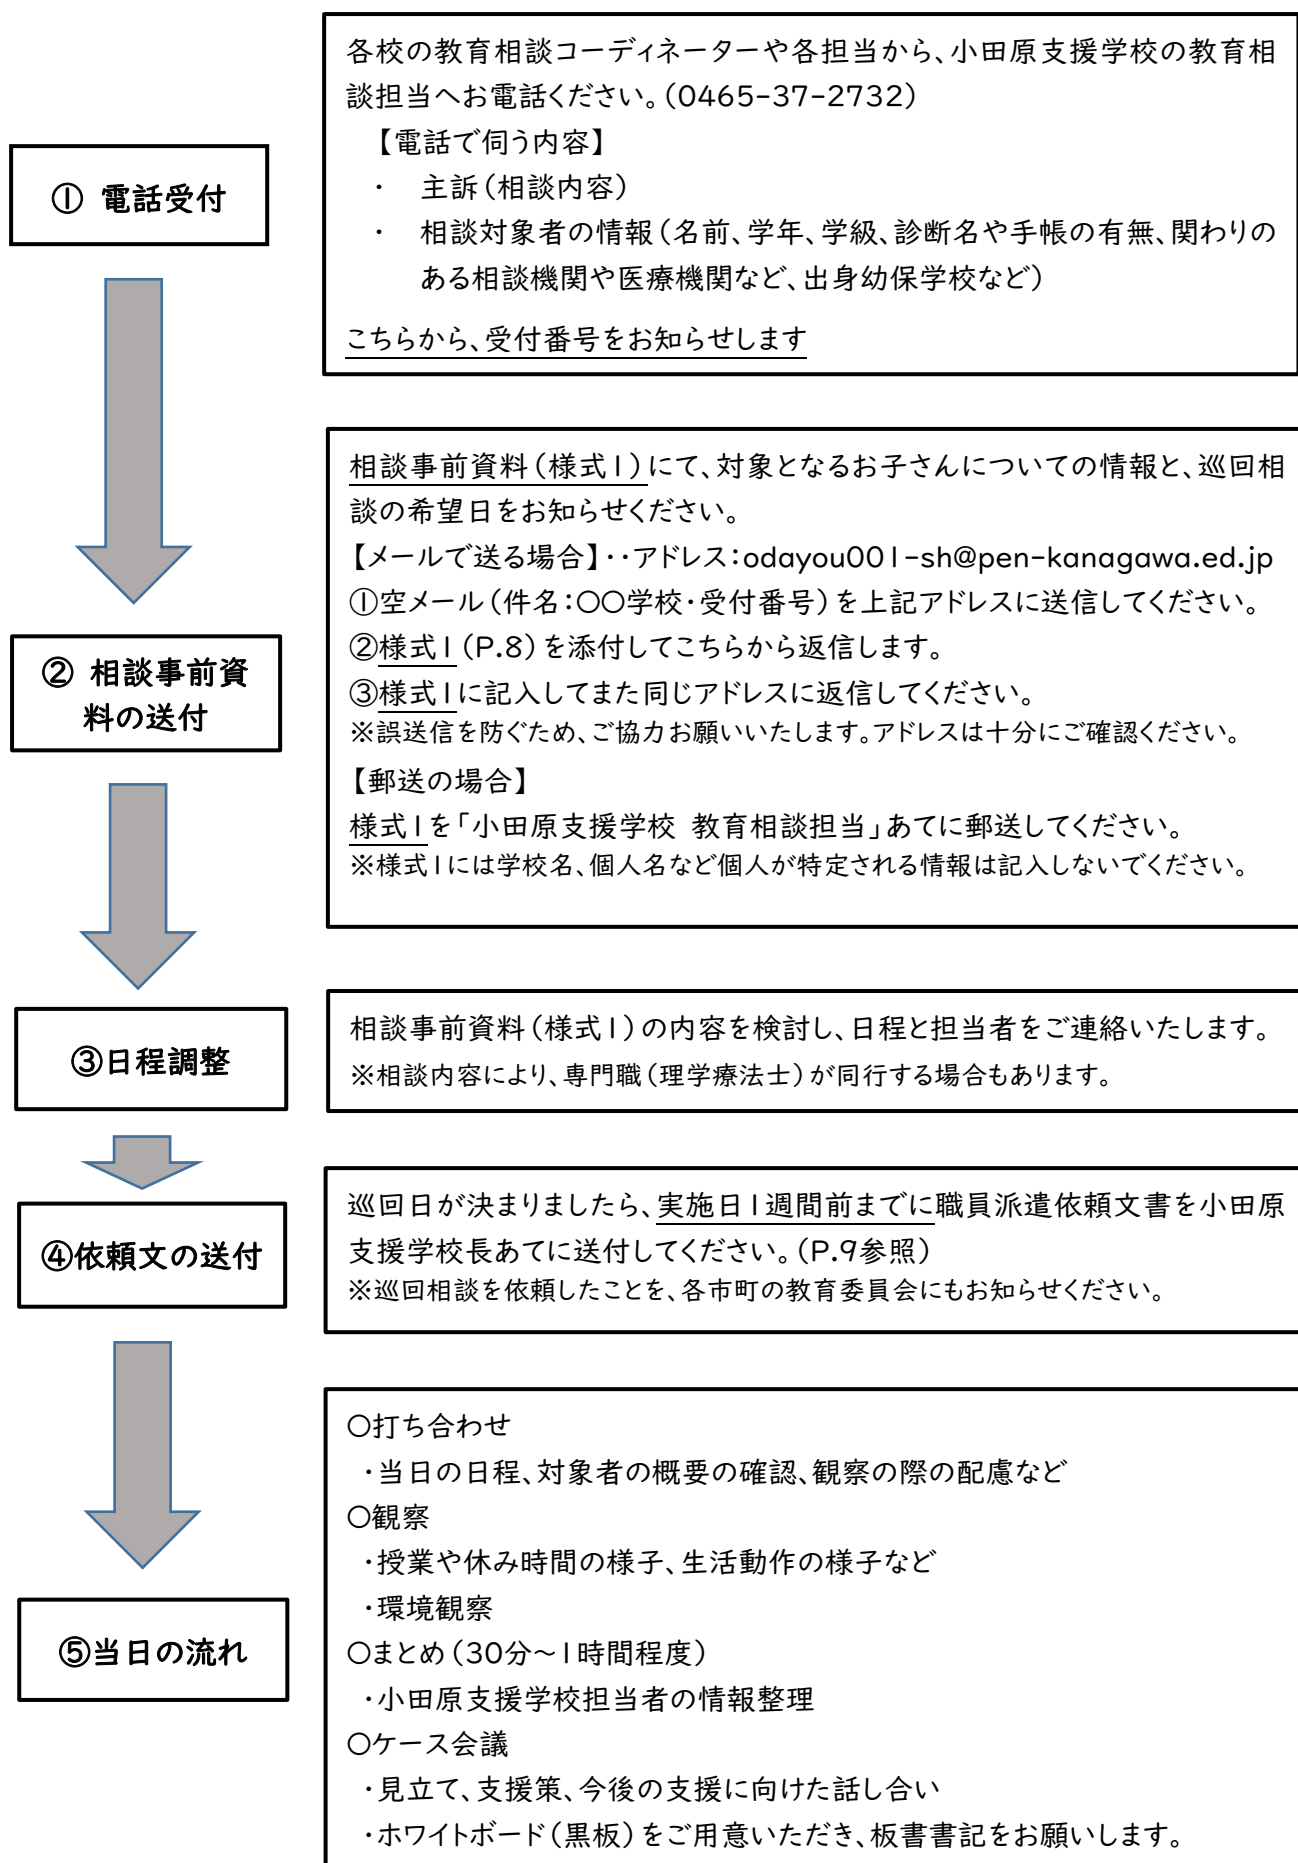 各校の教育相談コーディネーターや各担当から、小田原支援学校の教育相
談担当へお電話ください。(0465-37-2732)
【電話で伺う内容】
・ 主訴(相談内容)
・ 相談対象者の情報(名前、学年、学級、診断名や手帳の有無、関わりの
ある相談機関や医療機関など、出身幼保学校など)
こちらから、受付番号をお知らせします
① 電話受付
相談事前資料(様式1)にて、対象となるお子さんについての情報と、巡回相
談の希望日をお知らせください。
【メールで送る場合】・・アドレス:odayou001-sh@pen-kanagawa.ed.jp
①空メール(件名:〇〇学校・受付番号)を上記アドレスに送信してください。
②様式1(P.8)を添付してこちらから返信します。
③様式1に記入してまた同じアドレスに返信してください。
※誤送信を防ぐため、ご協力お願いいたします。アドレスは十分にご確認ください。
【郵送の場合】
様式1を「小田原支援学校 教育相談担当」あてに郵送してください。
※様式1には学校名、個人名など個人が特定される情報は記入しないでください。
② 相談事前資
料の送付
③日程調整
相談事前資料(様式1)の内容を検討し、日程と担当者をご連絡いたします。
※相談内容により、専門職(理学療法士)が同行する場合もあります。
④依頼文の送付
巡回日が決まりましたら、実施日1週間前までに職員派遣依頼文書を小田原
支援学校長あてに送付してください。(P.9参照)
※巡回相談を依頼したことを、各市町の教育委員会にもお知らせください。
⑤当日の流れ
〇打ち合わせ
・当日の日程、対象者の概要の確認、観察の際の配慮など
〇観察
・授業や休み時間の様子、生活動作の様子など
・環境観察
〇まとめ(30分~1時間程度)
・小田原支援学校担当者の情報整理
〇ケース会議
・見立て、支援策、今後の支援に向けた話し合い
・ホワイトボード(黒板)をご用意いただき、板書書記をお願いします。